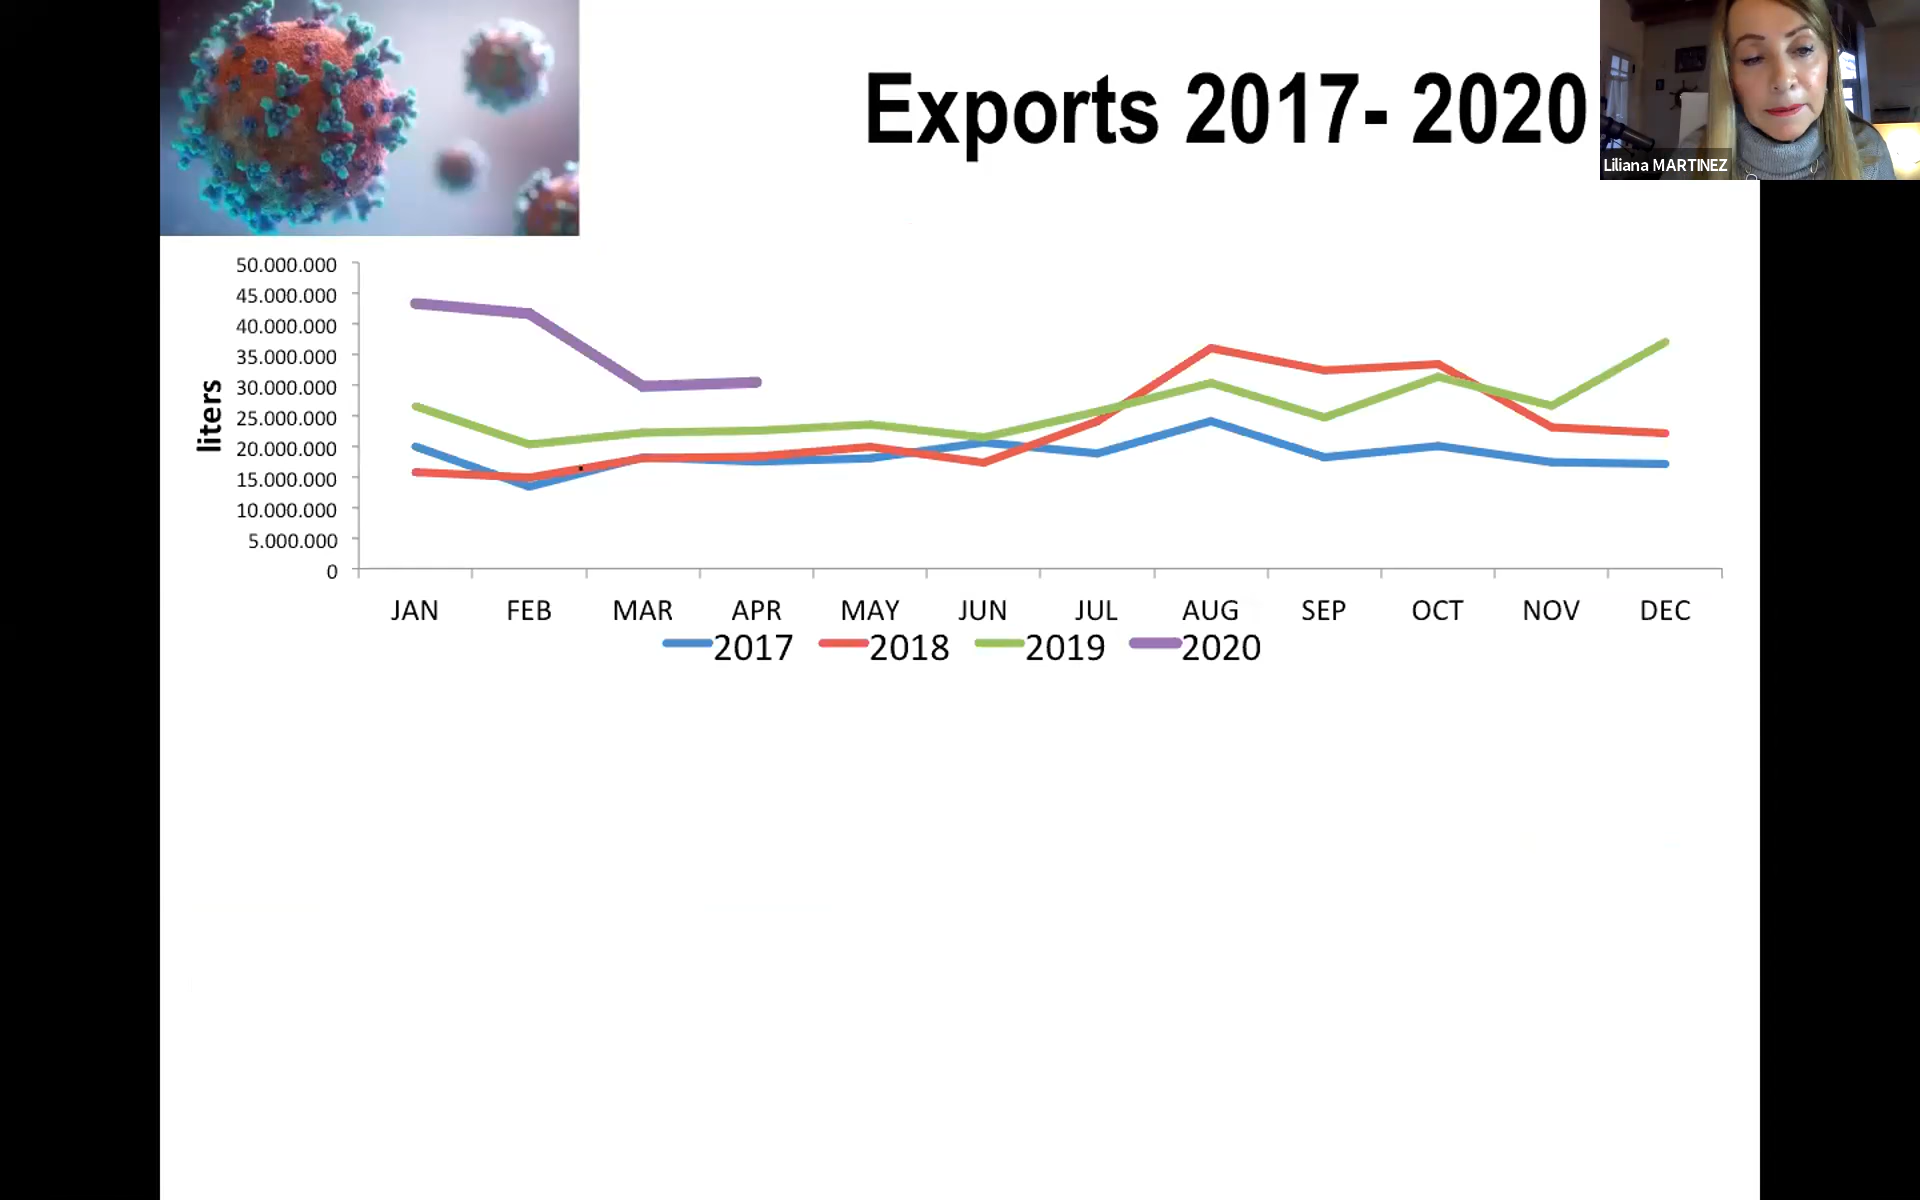 Exports 2017- 2020
Liliana MARTINEZ
50.000.000
45.000.000
40.000.000
35.000.000
30.000.000
25.000.000
20.000.000
15.000.000
10.000.000
5.000.000
0
liters
JAN FEB MAR APR MAY JUN JUL AUG SEP OCT NOV DEC
2017 2018 2019 2020